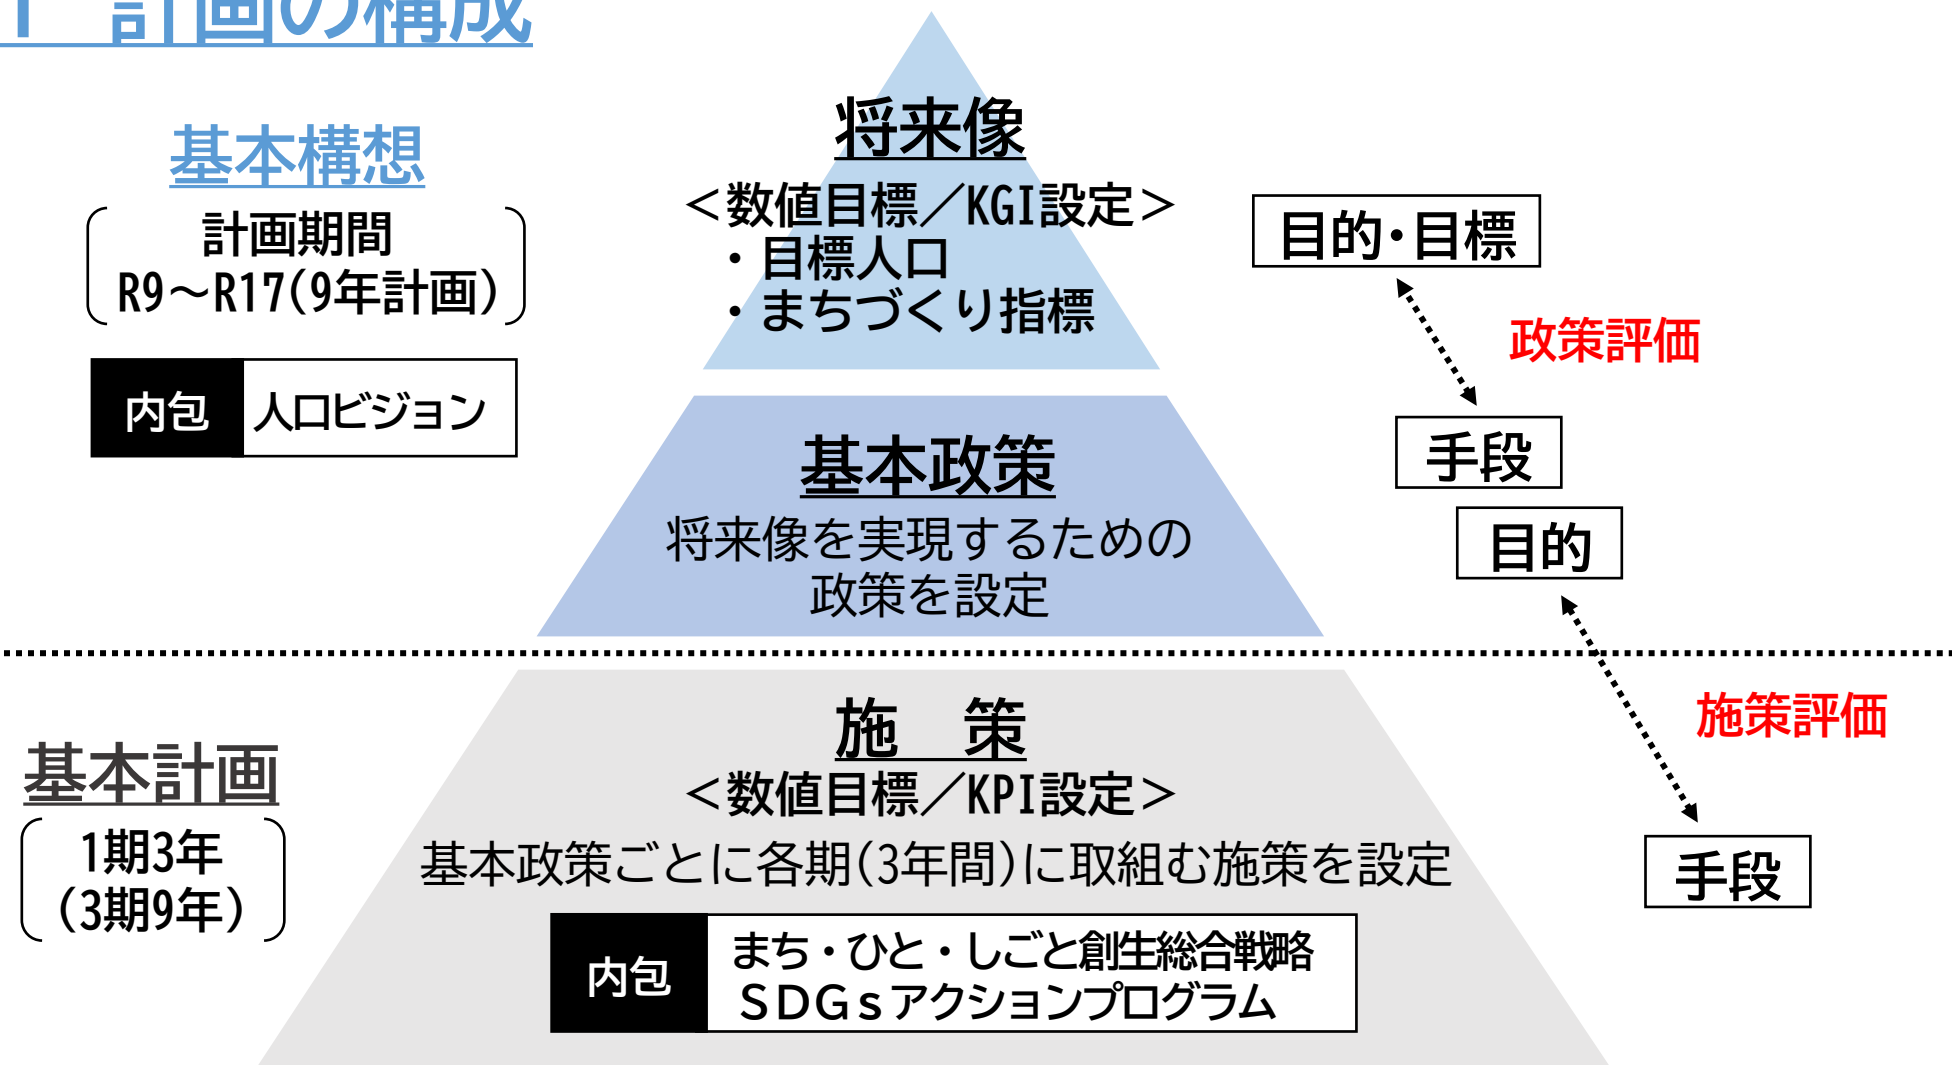 1 計画の構成
基本構想
計画期間
R9～R17(9年計画)
内包 人口ビジョン
将来像
＜数値目標／KGI設定＞
・目標人口
・まちづくり指標
基本政策
将来像を実現するための
政策を設定
目的・目標
政策評価
手段
目的
基本計画
1期3年
(3期9年)
施　策
＜数値目標／KPI設定＞
基本政策ごとに各期(3年間)に取組む施策を設定
内包
まち・ひと・しごと創生総合戦略
ＳＤＧｓアクションプログラム
施策評価
手段